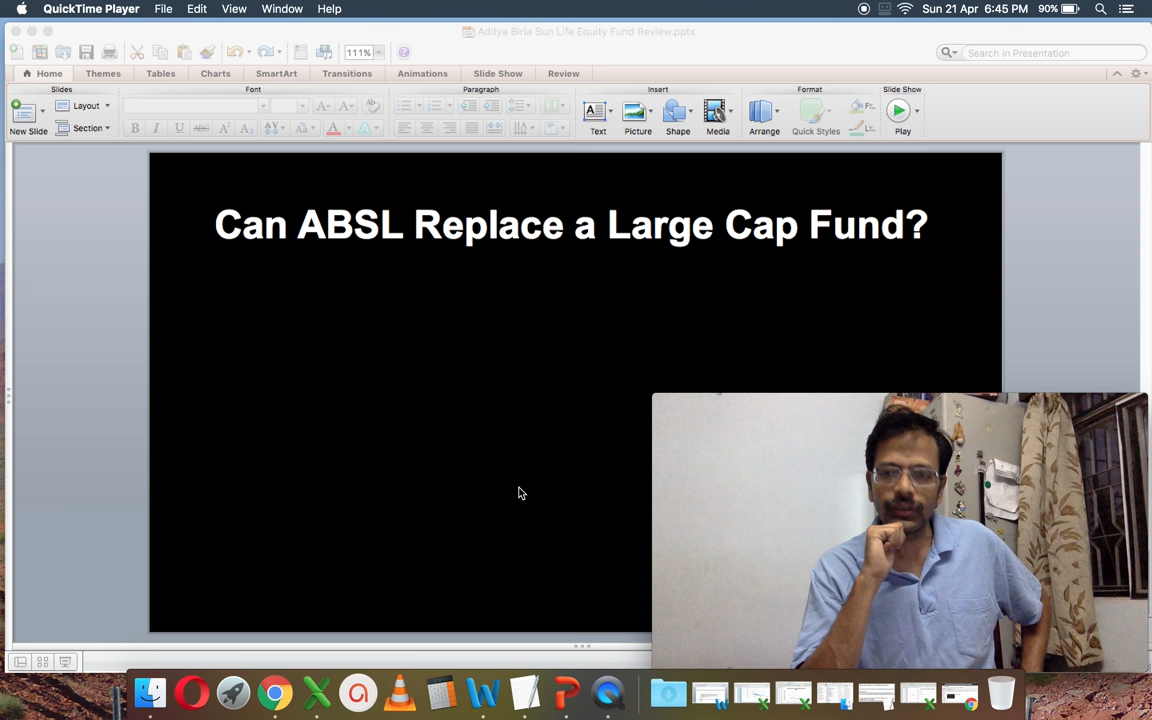 QuickTime Player File Edit View Window Help Sun 21 Apr 6:45 PM 90%
Aditya Birla Sun Life Equity Fund Review.pptx
111% Search in Presentation
Home Themes Tables Charts SmartArt Transitions Animations Slide Show Review
Slides Font Paragraph Insert Format Slide Show
Layout
Section
New Slide
B I U ABC A² A₂
Text Picture Shape Media Arrange Quick Styles Play
Can ABSL Replace a Large Cap Fund?